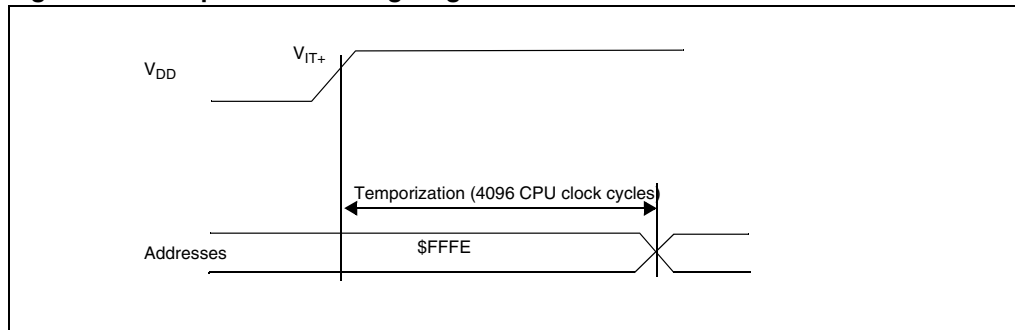 V_IT+
V_DD
Temporization (4096 CPU clock cycles)
$FFFE
Addresses